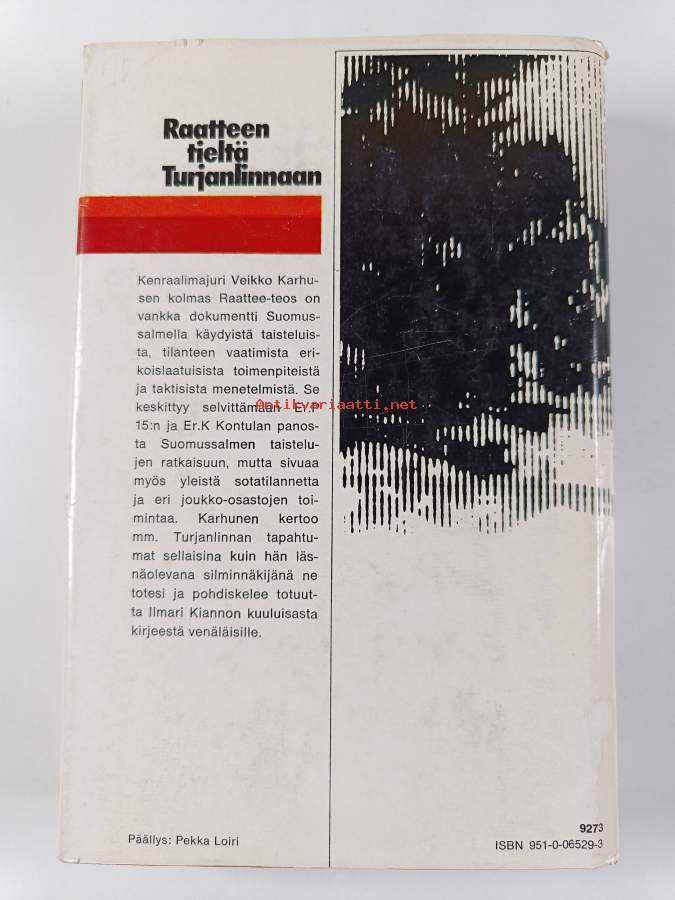 Raatteen
tieltä
Turjanlinnaan
Kenraalimajuri Veikko Karhu-
sen kolmas Raattee-teos on
vankka dokumentti Suomus-
salmella käydyistä taisteluis-
ta, tilanteen vaatimista eri-
koislaatuisista toimenpiteistä
ja taktisista menetelmistä. Se
keskittyy selvittämään Er.P
15:n ja Er.K Kontulan panos-
ta Suomussalmen taistelu-
jen ratkaisuun, mutta sivuaa
myös yleistä sotatilannetta
ja eri joukko-osastojen toi-
mintaa. Karhunen kertoo
mm. Turjanlinnan tapahtu-
mat sellaisina kuin hän läs-
näolevana silminnäkijänä ne
totesi ja pohdiskelee totuut-
ta Ilmari Kiannon kuuluisasta
kirjeestä venäläisille.
Antikvariaatti.net
Päällys: Pekka Loiri
9273
ISBN 951-0-06529-3